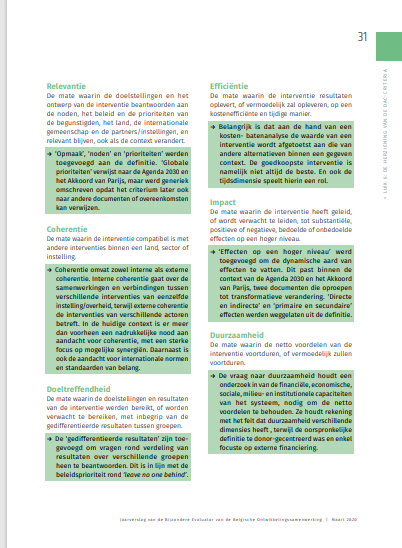 31
LUIK 6: DE HERZIENING VAN DE DAC-CRITERIA
Relevantie
De mate waarin de doelstellingen en het
ontwerp van de interventie beantwoorden aan
de noden, het beleid en de prioriteiten van
de begunstigden, het land, de internationale
gemeenschap en de partners/instellingen, en
relevant blijven, ook als de context verandert.
→ 'Opmaak', 'noden' en 'prioriteiten' werden
toegevoegd aan de definitie. 'Globale
prioriteiten' verwijst naar de Agenda 2030 en
het Akkoord van Parijs, maar werd generiek
omschreven opdat het criterium later ook
naar andere documenten of overeenkomsten
kan verwijzen.
Coherentie
De mate waarin de interventie compatibel is met
andere interventies binnen een land, sector of
instelling.
→ Coherentie omvat zowel interne als externe
coherentie. Interne coherentie gaat over de
samenwerkingen en verbindingen tussen
verschillende interventies van eenzelfde
instelling/overheid, terwijl externe coherentie
de interventies van verschillende actoren
betreft. In de huidige context is er meer
dan voorheen een nadrukkelijke nood aan
aandacht voor coherentie, met een sterke
focus op mogelijke synergiën. Daarnaast is
ook de aandacht voor internationale normen
en standaarden van belang.
Doeltreffendheid
De mate waarin de doelstellingen en resultaten
van de interventie werden bereikt, of worden
verwacht te bereiken, met inbegrip van de
gedifferentieerde resultaten tussen groepen.
→ De 'gedifferentieerde resultaten' zijn toe-
gevoegd om vragen rond verdeling van
resultaten over verschillende groepen
heen te beantwoorden. Dit is in lijn met de
beleidsprioriteit rond 'leave no one behind'.
Efficiëntie
De mate waarin de interventie resultaten
oplevert, of vermoedelijk zal opleveren, op een
kostenefficiënte en tijdige manier.
→ Belangrijk is dat aan de hand van een
kosten- batenanalyse de waarde van een
interventie wordt afgetoetst aan die van
andere alternatieven binnen een gegeven
context. De goedkoopste interventie is
namelijk niet altijd de beste. En ook de
tijdsdimensie speelt hierin een rol.
Impact
De mate waarin de interventie heeft geleid,
of wordt verwacht te leiden, tot substantiële,
positieve of negatieve, bedoelde of onbedoelde
effecten op een hoger niveau.
→ 'Effecten op een hoger niveau' werd
toegevoegd om de dynamische aard van
effecten te vatten. Dit past binnen de
context van de Agenda 2030 en het Akkoord
van Parijs, twee documenten die oproepen
tot transformatieve verandering. 'Directe
en indirecte' en 'primaire en secundaire'
effecten werden weggelaten uit de definitie.
Duurzaamheid
De mate waarin de netto voordelen van de
interventie voortduren, of vermoedelijk zullen
voortduren.
→ De vraag naar duurzaamheid houdt een
onderzoek in van de financiële, economische,
sociale, milieu- en institutionele capaciteiten
van het systeem, nodig om de netto
voordelen te behouden. Ze houdt rekening
met het feit dat duurzaamheid verschillende
dimensies heeft , terwijl de oorspronkelijke
definitie te donor-gecentreerd was en enkel
focuste op externe financiering.
Jaarverslag van de Bijzondere Evaluator van de Belgische Ontwikkelingssamenwerking | Maart 2020